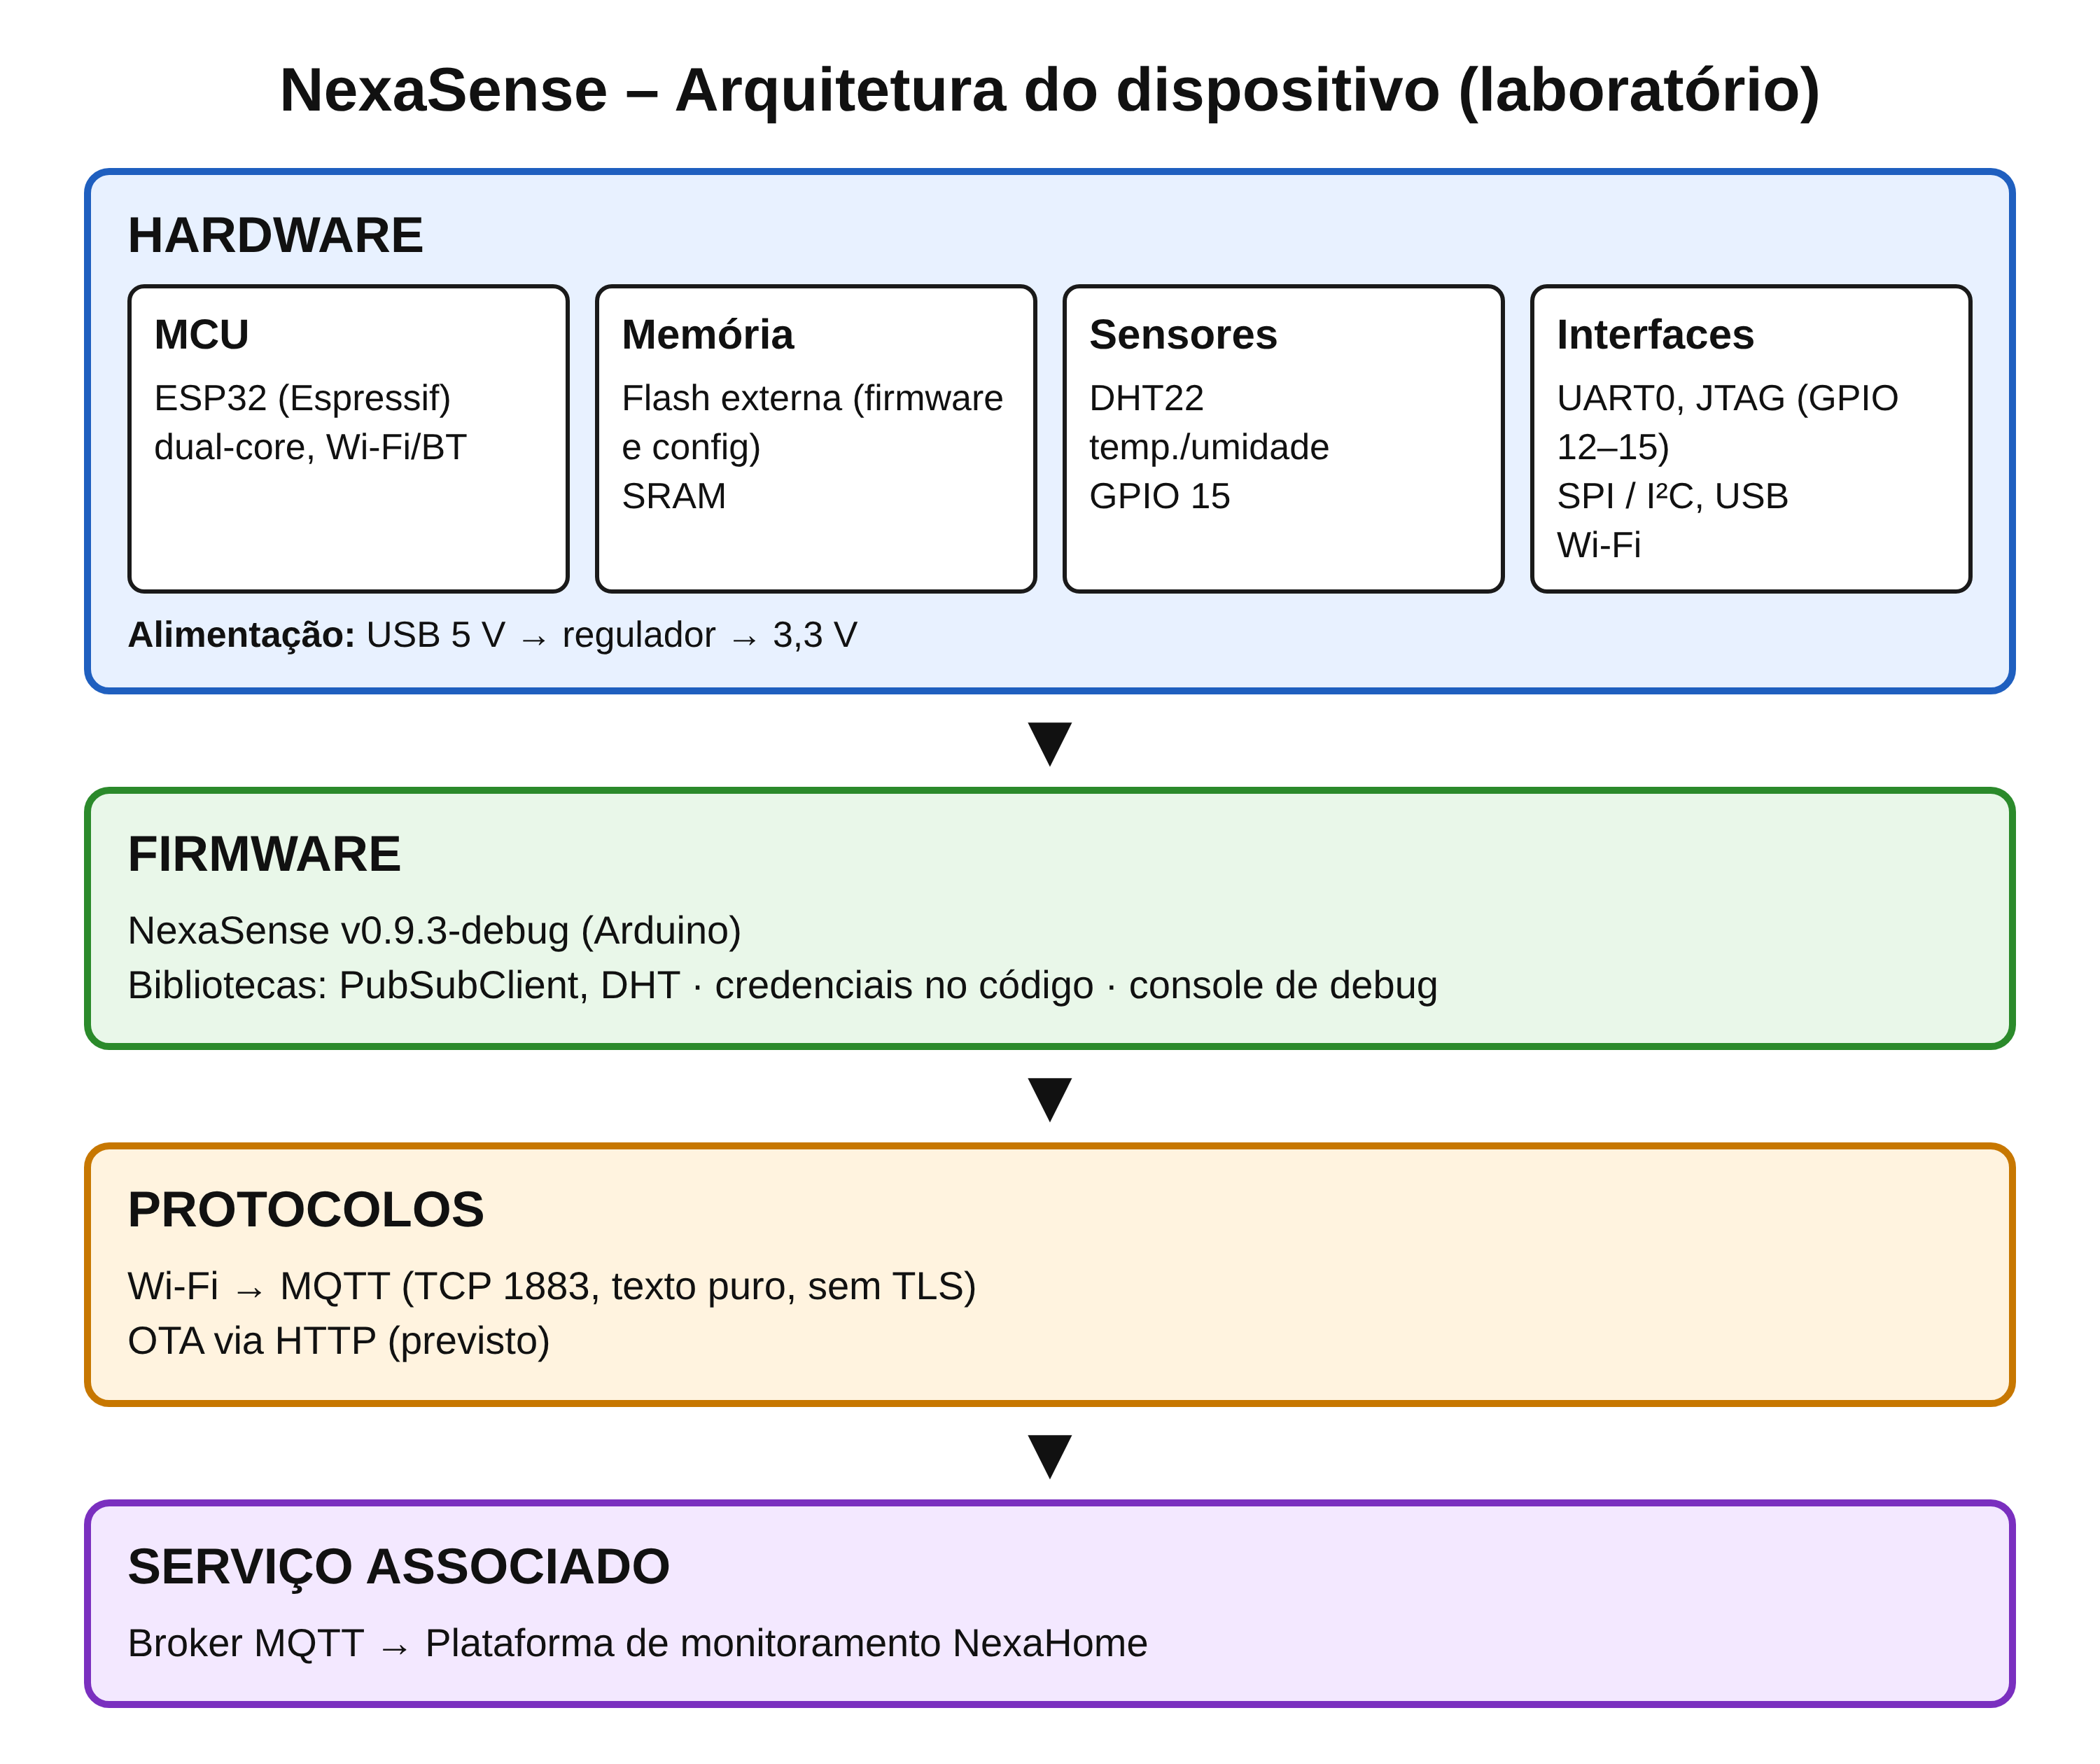 NexaSense – Arquitetura do dispositivo (laboratório)
HARDWARE
MCU
ESP32 (Espressif)
dual-core, Wi-Fi/BT
Memória
Flash externa (firmware
e config)
SRAM
Sensores
DHT22
temp./umidade
GPIO 15
Interfaces
UART0, JTAG (GPIO
12–15)
SPI / I²C, USB
Wi-Fi
Alimentação: USB 5 V → regulador → 3,3 V
FIRMWARE
NexaSense v0.9.3-debug (Arduino)
Bibliotecas: PubSubClient, DHT · credenciais no código · console de debug
PROTOCOLOS
Wi-Fi → MQTT (TCP 1883, texto puro, sem TLS)
OTA via HTTP (previsto)
SERVIÇO ASSOCIADO
Broker MQTT → Plataforma de monitoramento NexaHome